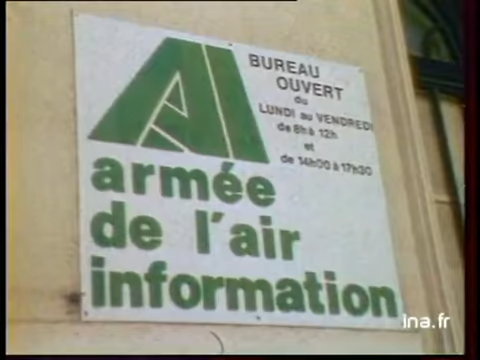 AI
BUREAU
OUVERT
du
LUNDI au VENDREDI
de 8h à 12h
et
de 14h00 à 17h30
armée
de l'air
information
ina.fr